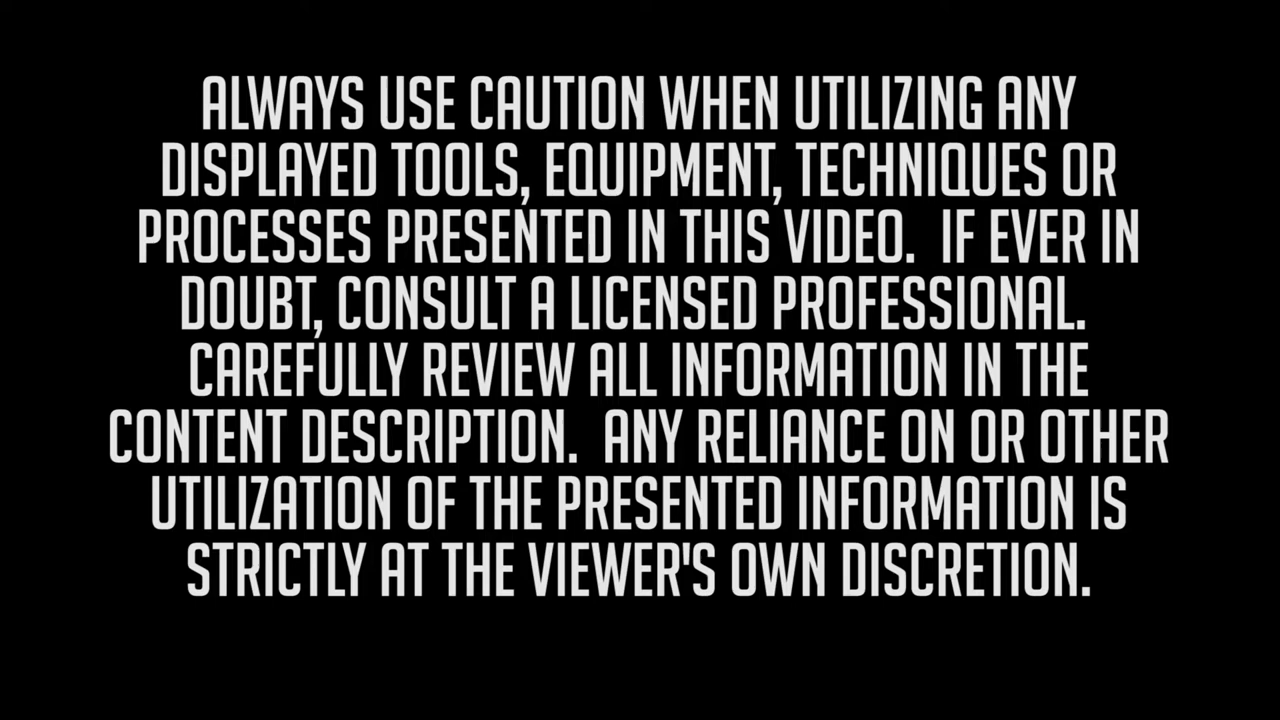 ALWAYS USE CAUTION WHEN UTILIZING ANY
DISPLAYED TOOLS, EQUIPMENT, TECHNIQUES OR
PROCESSES PRESENTED IN THIS VIDEO.  IF EVER IN
DOUBT, CONSULT A LICENSED PROFESSIONAL.
CAREFULLY REVIEW ALL INFORMATION IN THE
CONTENT DESCRIPTION.  ANY RELIANCE ON OR OTHER
UTILIZATION OF THE PRESENTED INFORMATION IS
STRICTLY AT THE VIEWER'S OWN DISCRETION.